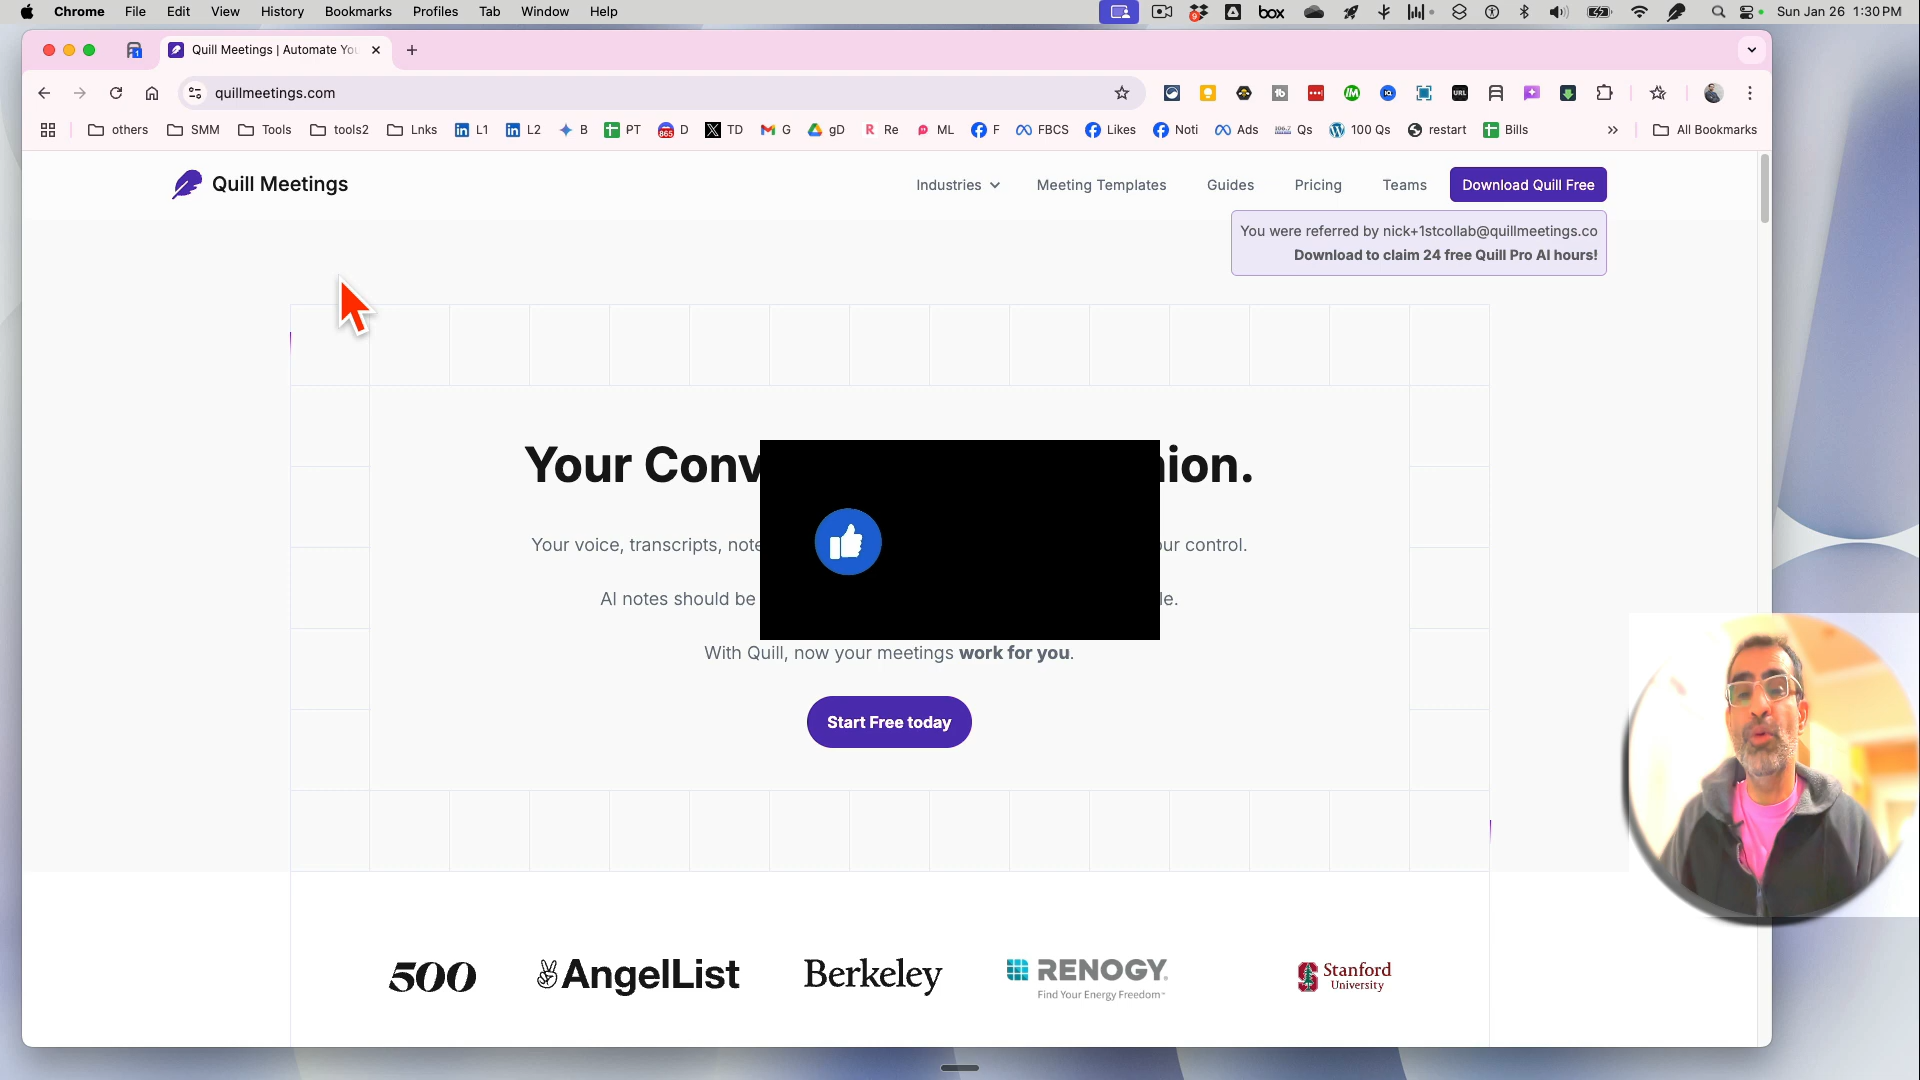 Chrome File Edit View History Bookmarks Profiles Tab Window Help
box
Sun Jan 26 1:30 PM
Quill Meetings | Automate You
quillmeetings.com
others SMM Tools tools2 Lnks L1 L2 B PT D TD G gD Re ML F FBCS Likes Noti Ads Qs 100 Qs restart Bills
All Bookmarks
Quill Meetings
Industries Meeting Templates Guides Pricing Teams Download Quill Free
You were referred by nick+1stcollab@quillmeetings.co
Download to claim 24 free Quill Pro AI hours!
Your Conv ion.
Your voice, transcripts, note ur control.
AI notes should be le.
With Quill, now your meetings work for you.
Start Free today
500 AngelList Berkeley RENOGY Stanford
Find Your Energy Freedom University